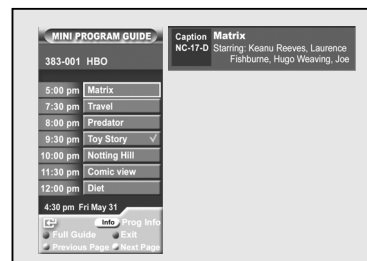 MINI PROGRAM GUIDE
383-001 HBO
5:00 pm Matrix
7:30 pm Travel
8:00 pm Predator
9:30 pm Toy Story
10:00 pm Notting Hill
11:30 pm Comic view
12:00 pm Diet
4:30 pm Fri May 31
Info Prog Info
Full Guide Exit
Previous Page Next Page
Caption Matrix
NC-17-D Starring: Keanu Reeves, Laurence
Fishburne, Hugo Weaving, Joe